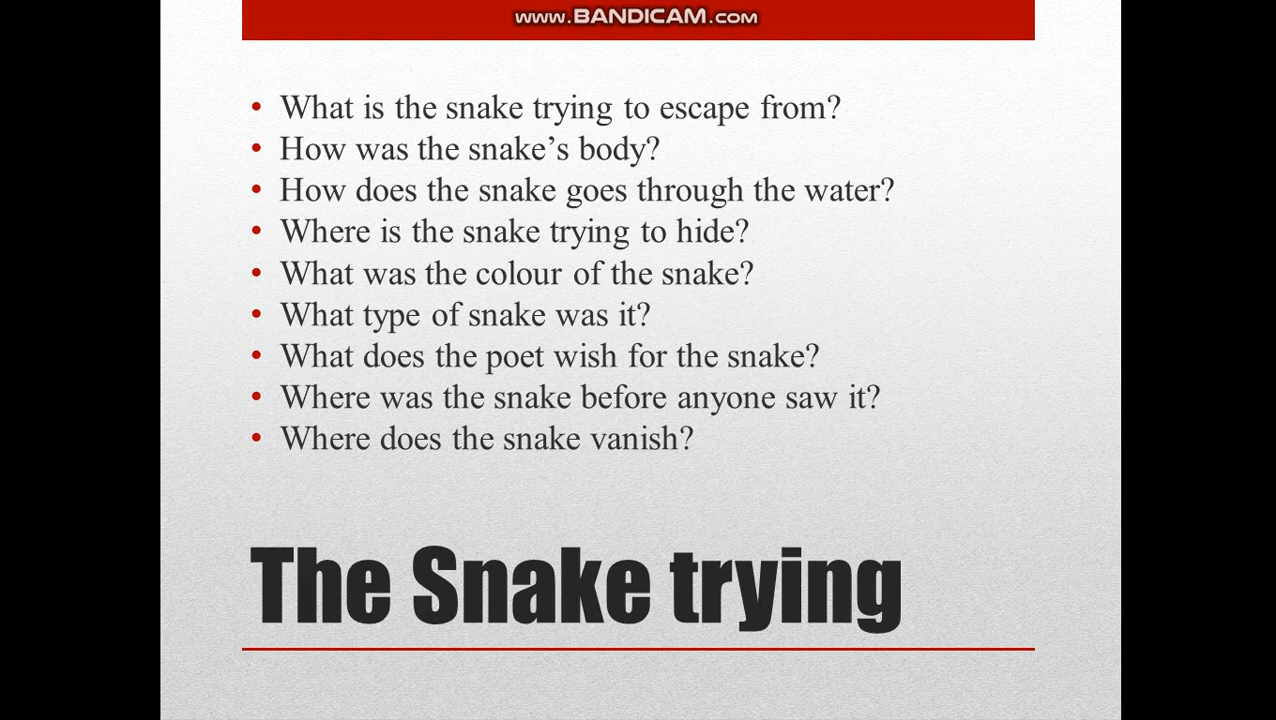 www.BANDICAM.com
• What is the snake trying to escape from?
• How was the snake’s body?
• How does the snake goes through the water?
• Where is the snake trying to hide?
• What was the colour of the snake?
• What type of snake was it?
• What does the poet wish for the snake?
• Where was the snake before anyone saw it?
• Where does the snake vanish?
The Snake trying